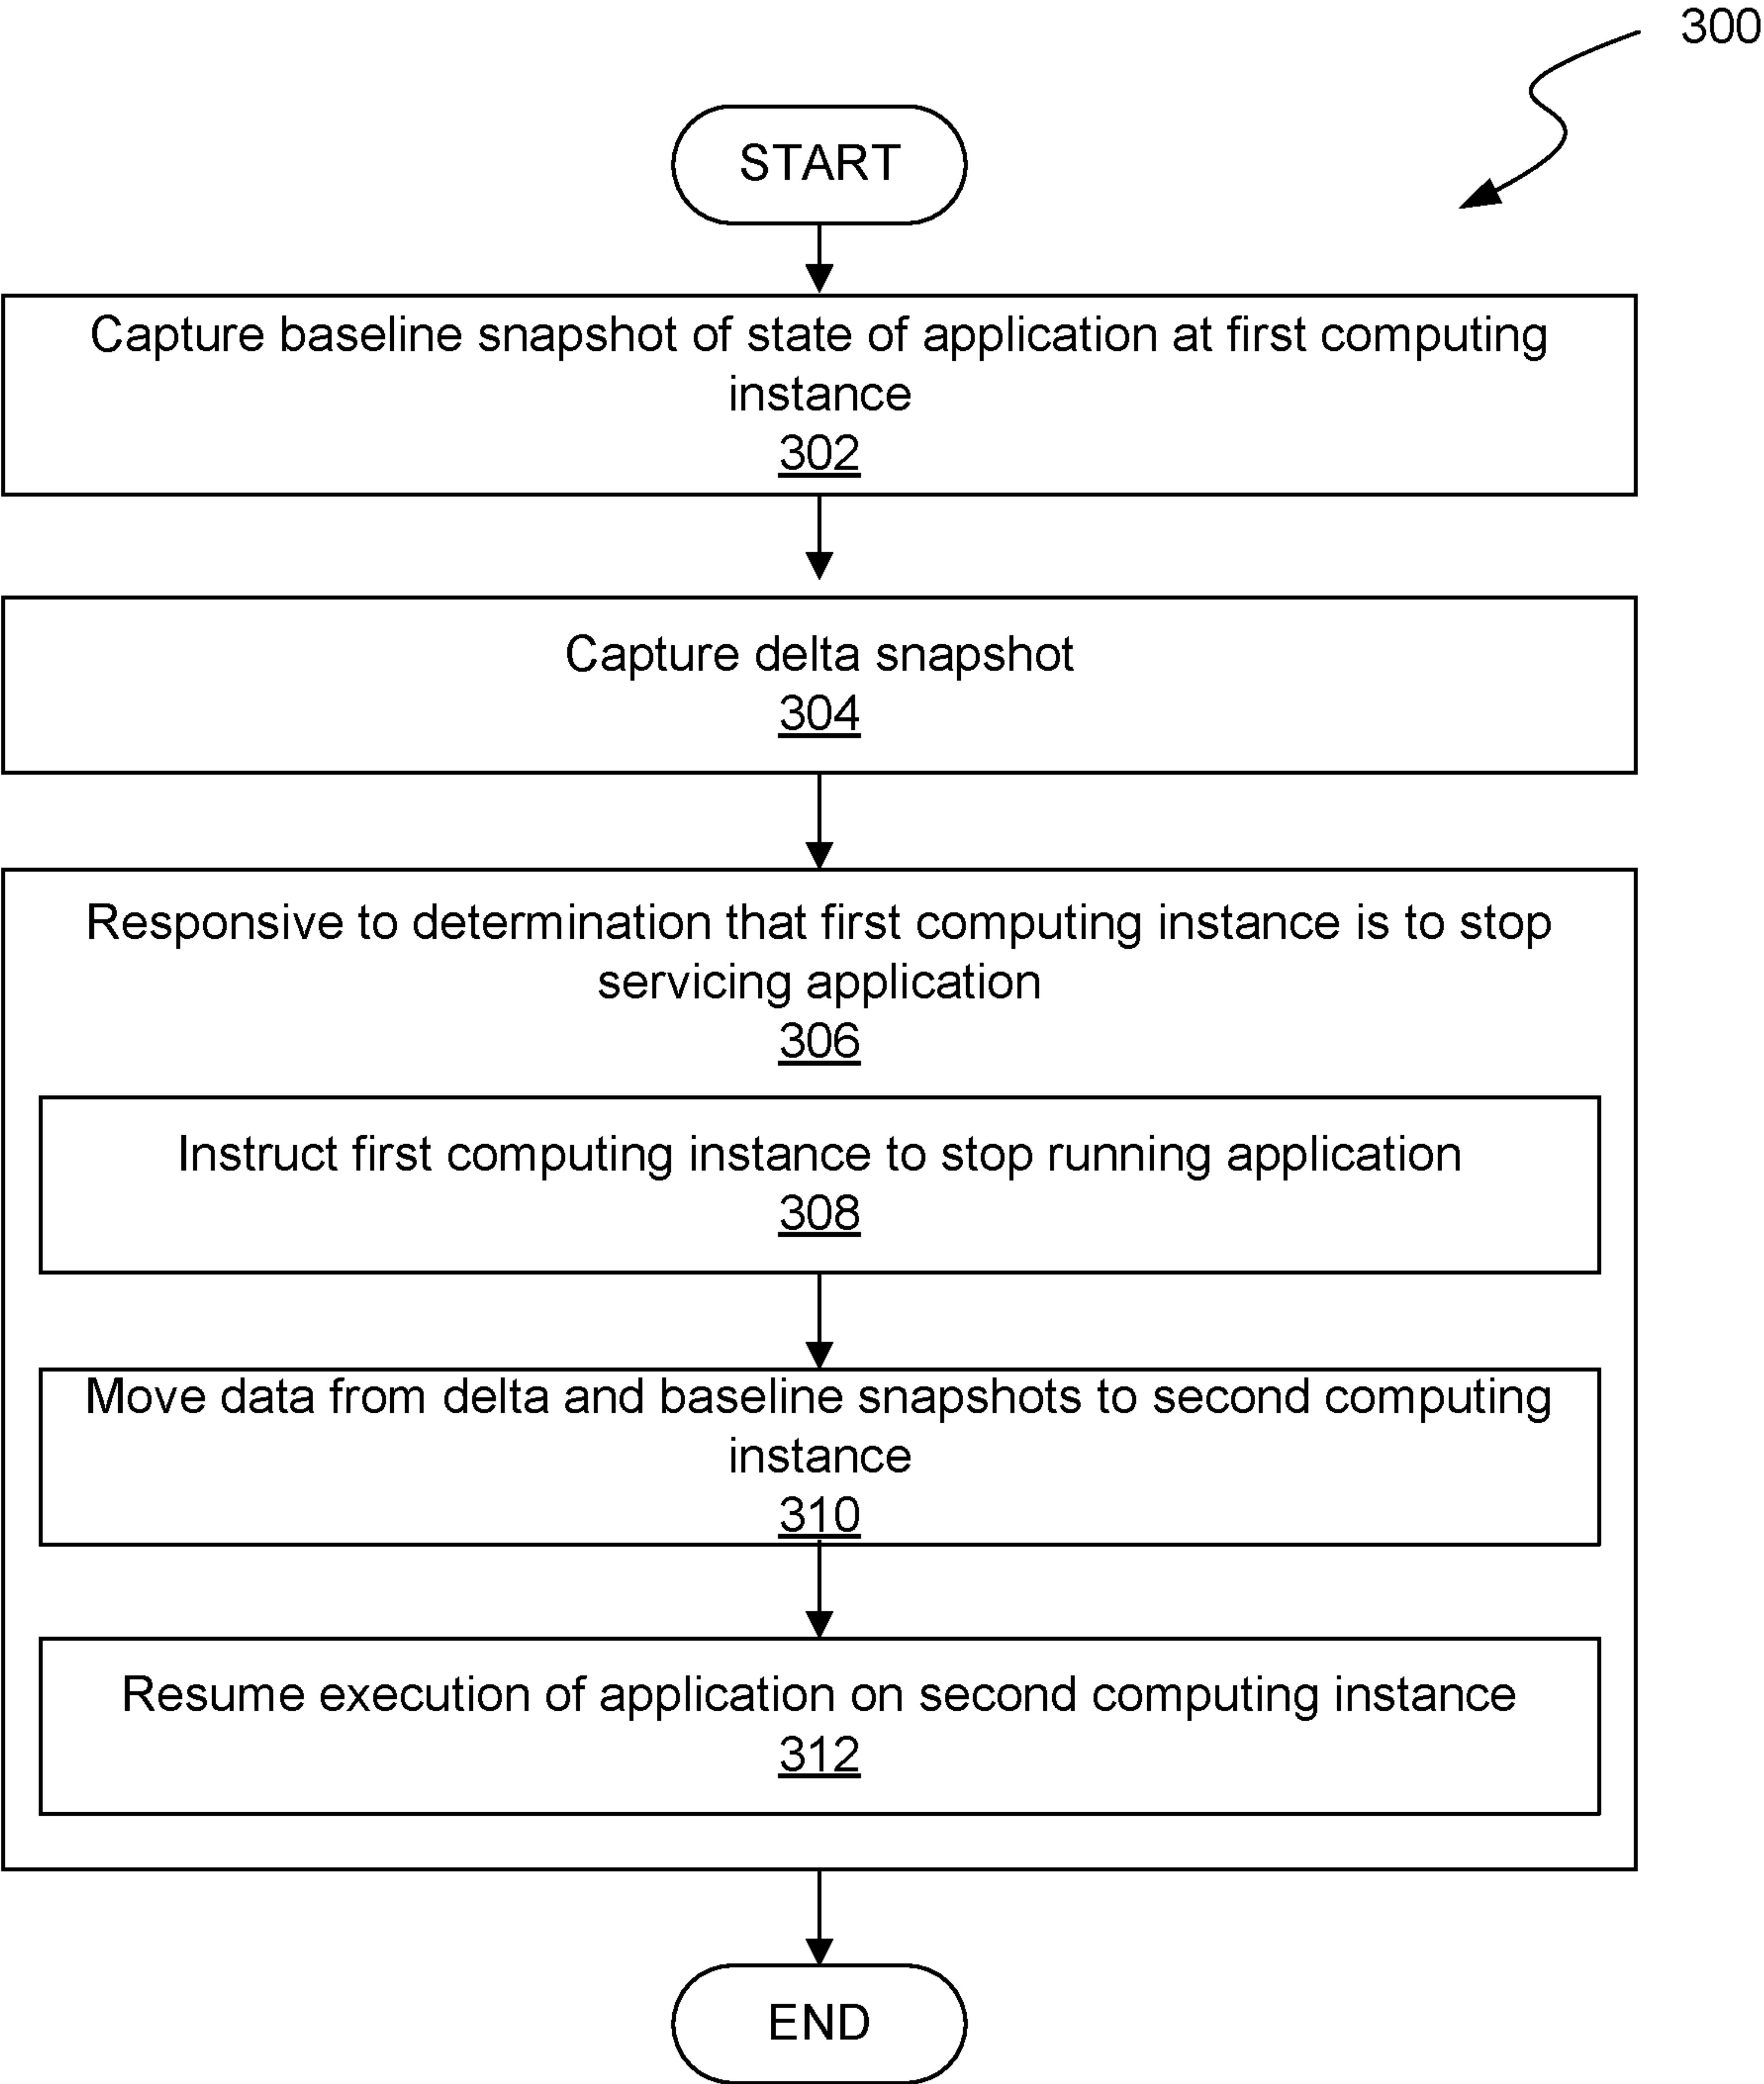 300
START
Capture baseline snapshot of state of application at first computing
instance
302
Capture delta snapshot
304
Responsive to determination that first computing instance is to stop
servicing application
306
Instruct first computing instance to stop running application
308
Move data from delta and baseline snapshots to second computing
instance
310
Resume execution of application on second computing instance
312
END